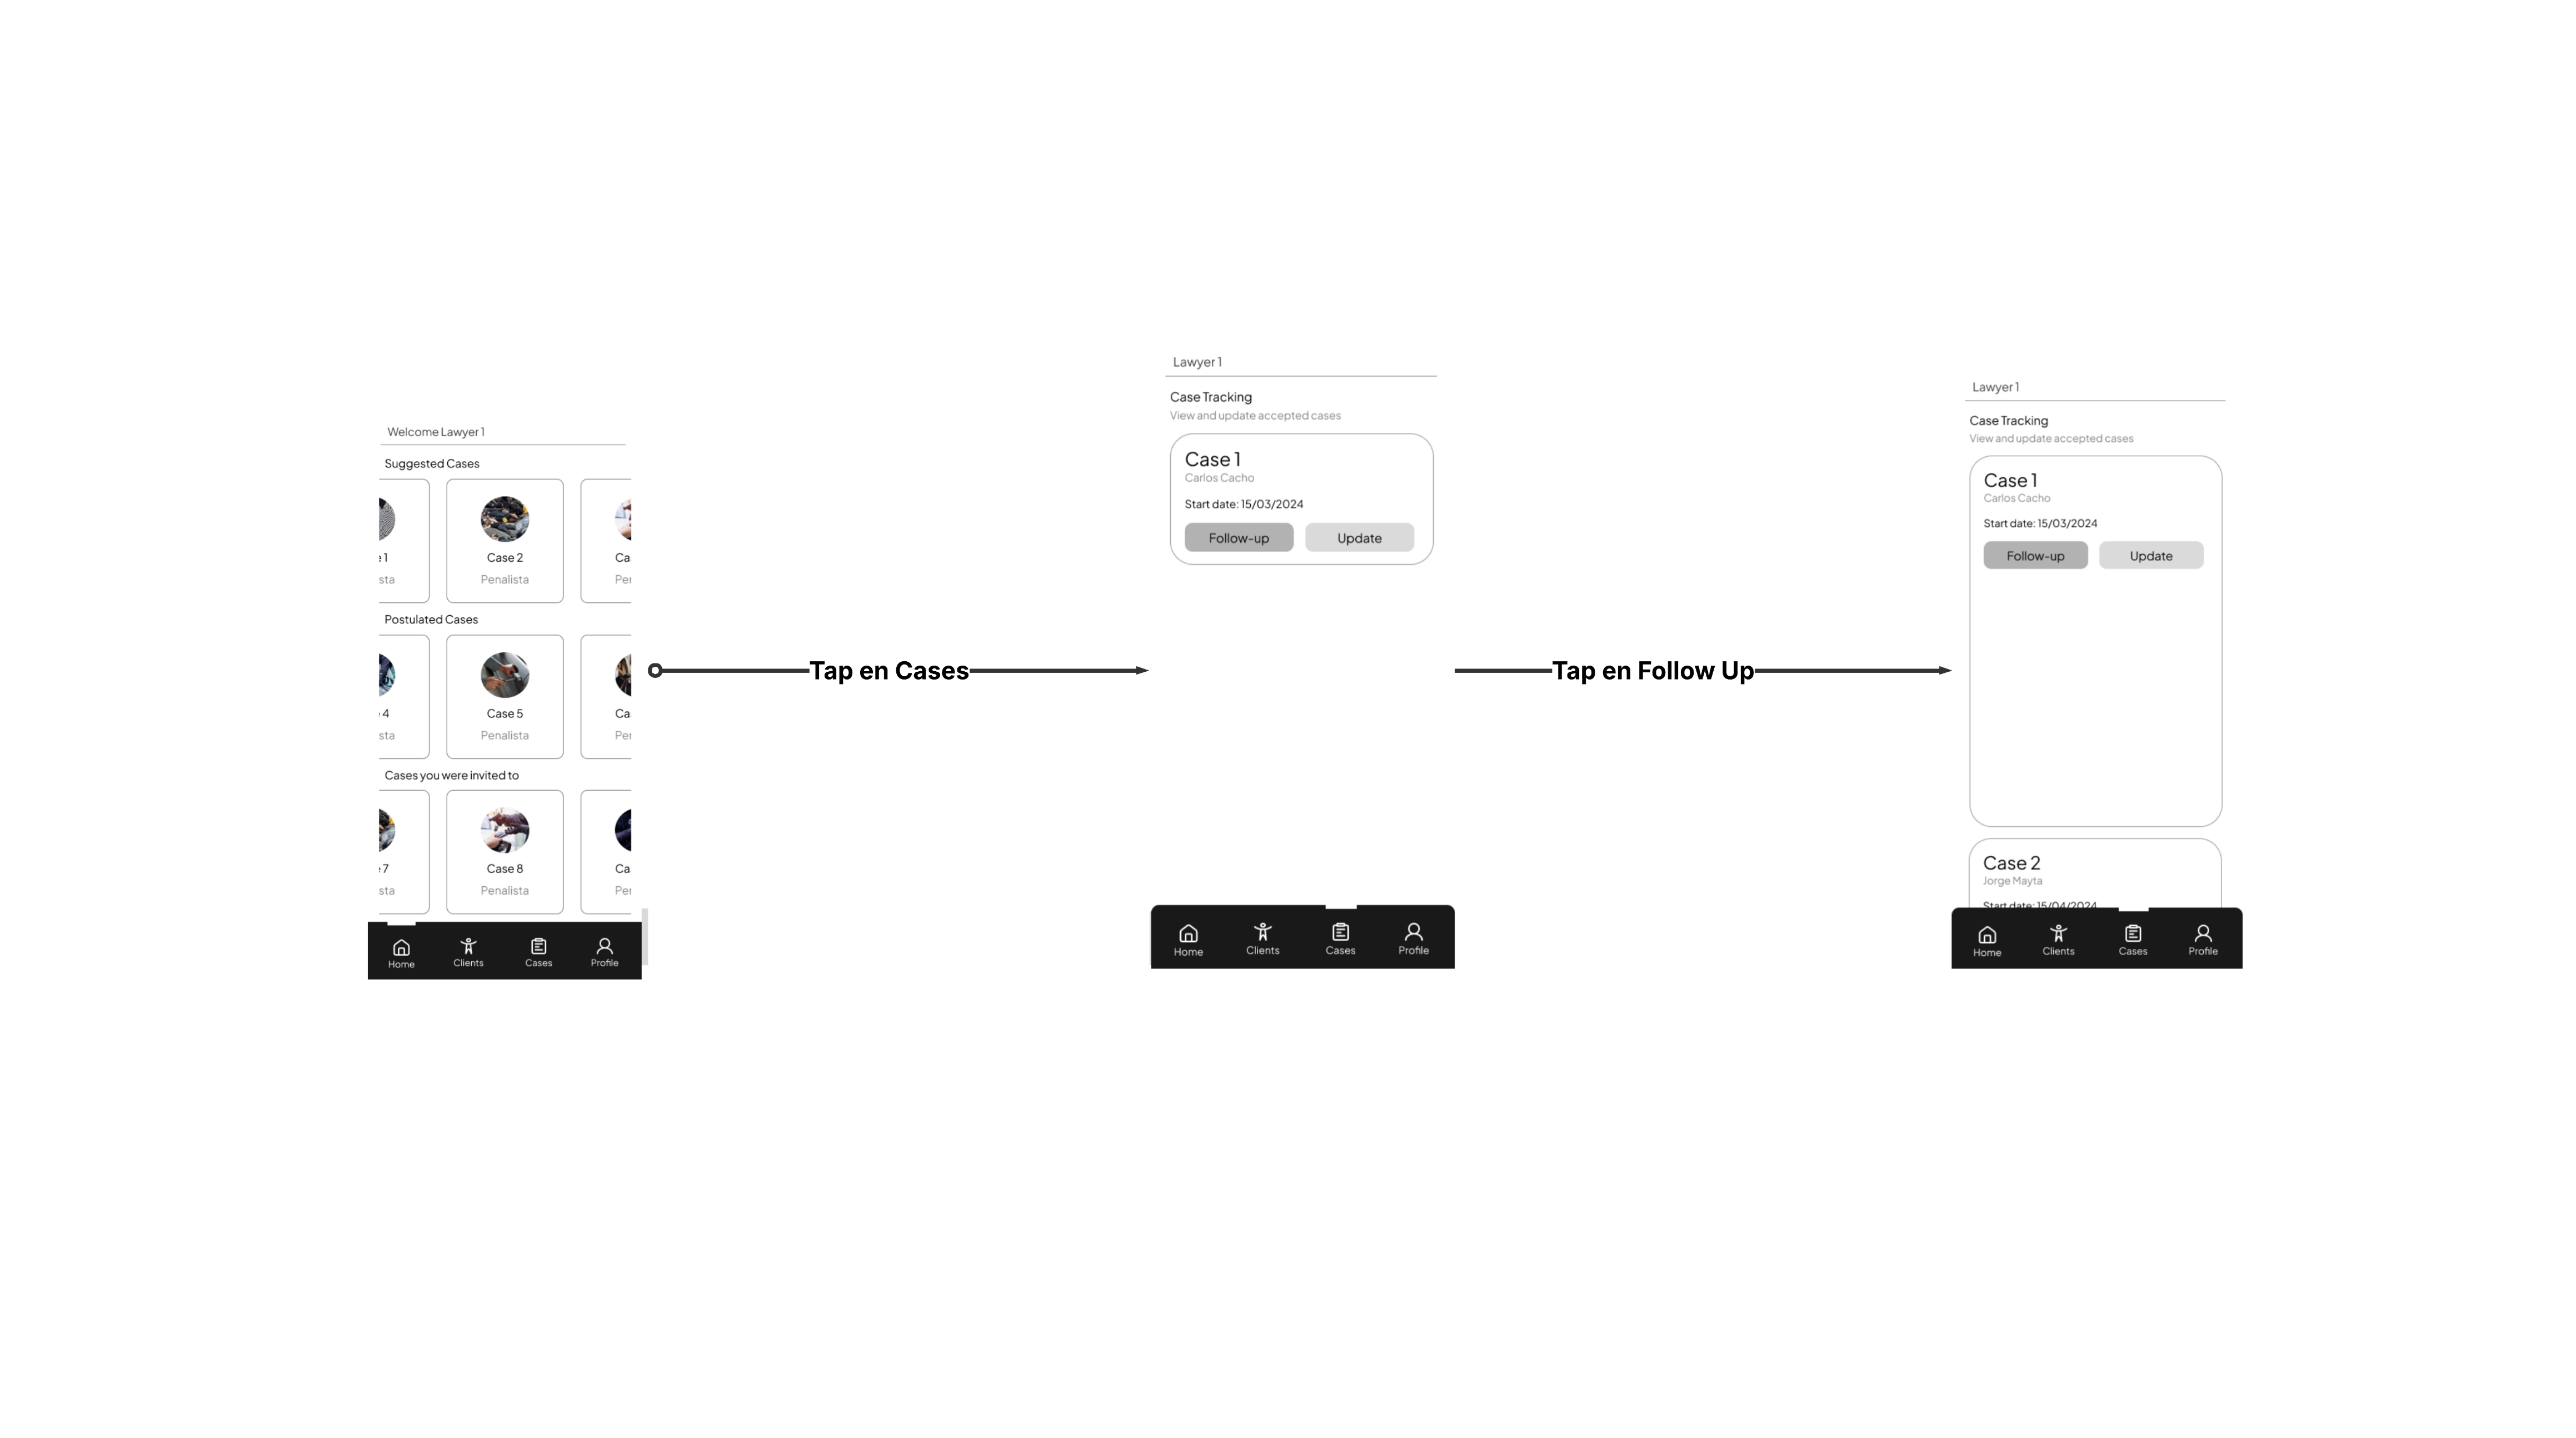 Welcome Lawyer 1
Suggested Cases
e 1
sta
Case 2
Penalista
Ca
Pe
Postulated Cases
4
sta
Case 5
Penalista
Ca
Pe
Cases you were invited to
e 7
sta
Case 8
Penalista
Ca
Pe
Home
Clients
Cases
Profile
Tap en Cases
Lawyer 1
Case Tracking
View and update accepted cases
Case 1
Carlos Cacho
Start date: 15/03/2024
Follow-up
Update
Home
Clients
Cases
Profile
Tap en Follow Up
Lawyer 1
Case Tracking
View and update accepted cases
Case 1
Carlos Cacho
Start date: 15/03/2024
Follow-up
Update
Case 2
Jorge Mayta
Start date: 15/04/2024
Home
Clients
Cases
Profile